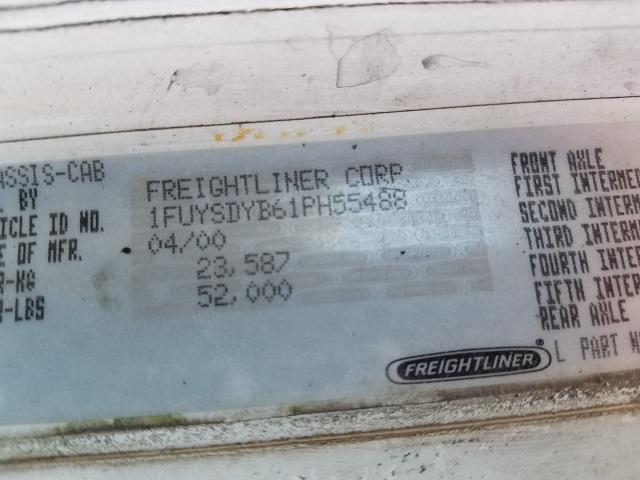 ASSIS-CAB
BY
ICLE ID NO.
E OF MFR.
R-KG
-LBS
FREIGHTLINER CORP.
1FUYSDYB61PH55488
04/00
23,587
52,000
FRONT AXLE
FIRST INTERMED
SECOND INTERM
THIRD INTERM
FOURTH INTE
FIFTH INTER
REAR AXLE
FREIGHTLINER®
L PART N